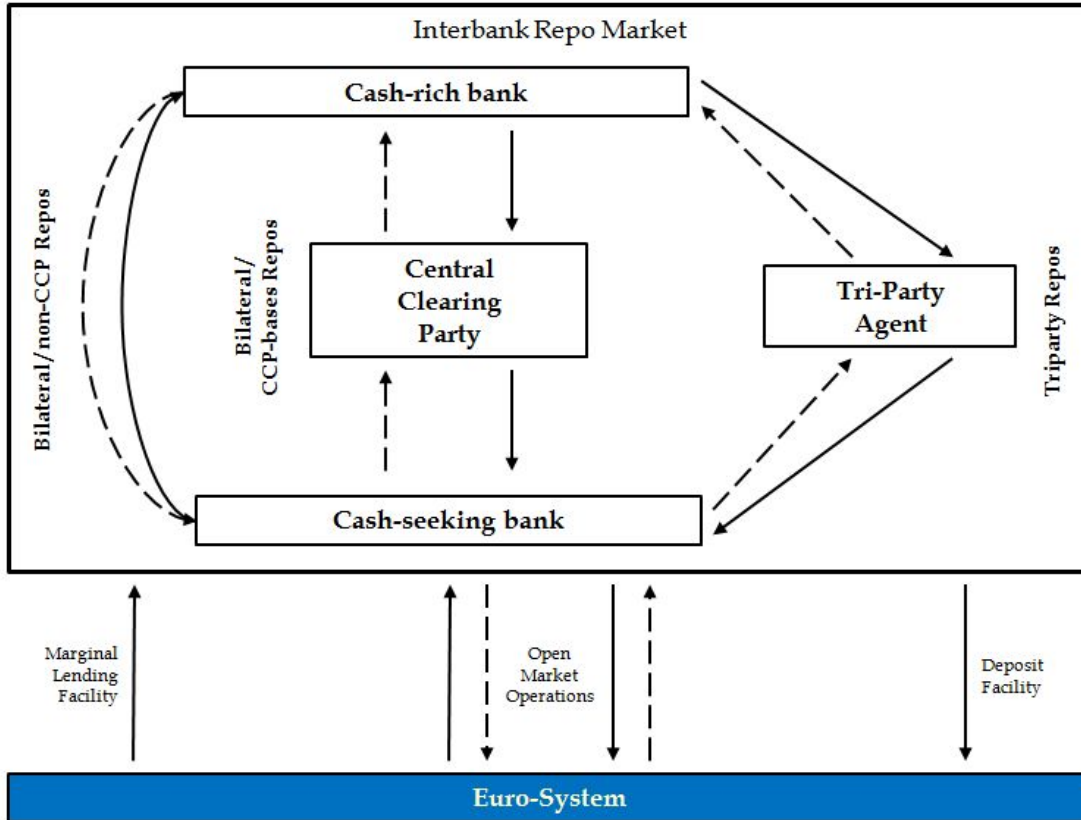 Interbank Repo Market
Cash-rich bank
Bilateral/non-CCP Repos
Bilateral/
CCP-bases Repos
Central
Clearing
Party
Tri-Party
Agent
Triparty Repos
Cash-seeking bank
Marginal
Lending
Facility
Open
Market
Operations
Deposit
Facility
Euro-System